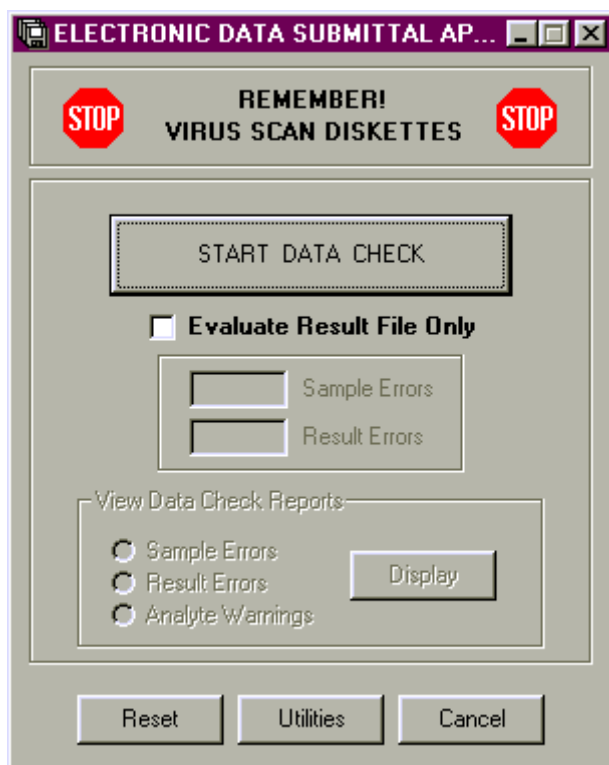 ELECTRONIC DATA SUBMITTAL AP...
STOP
REMEMBER!
VIRUS SCAN DISKETTES
STOP
START DATA CHECK
Evaluate Result File Only
Sample Errors
Result Errors
View Data Check Reports
Sample Errors
Result Errors
Analyte Warnings
Display
Reset Utilities Cancel